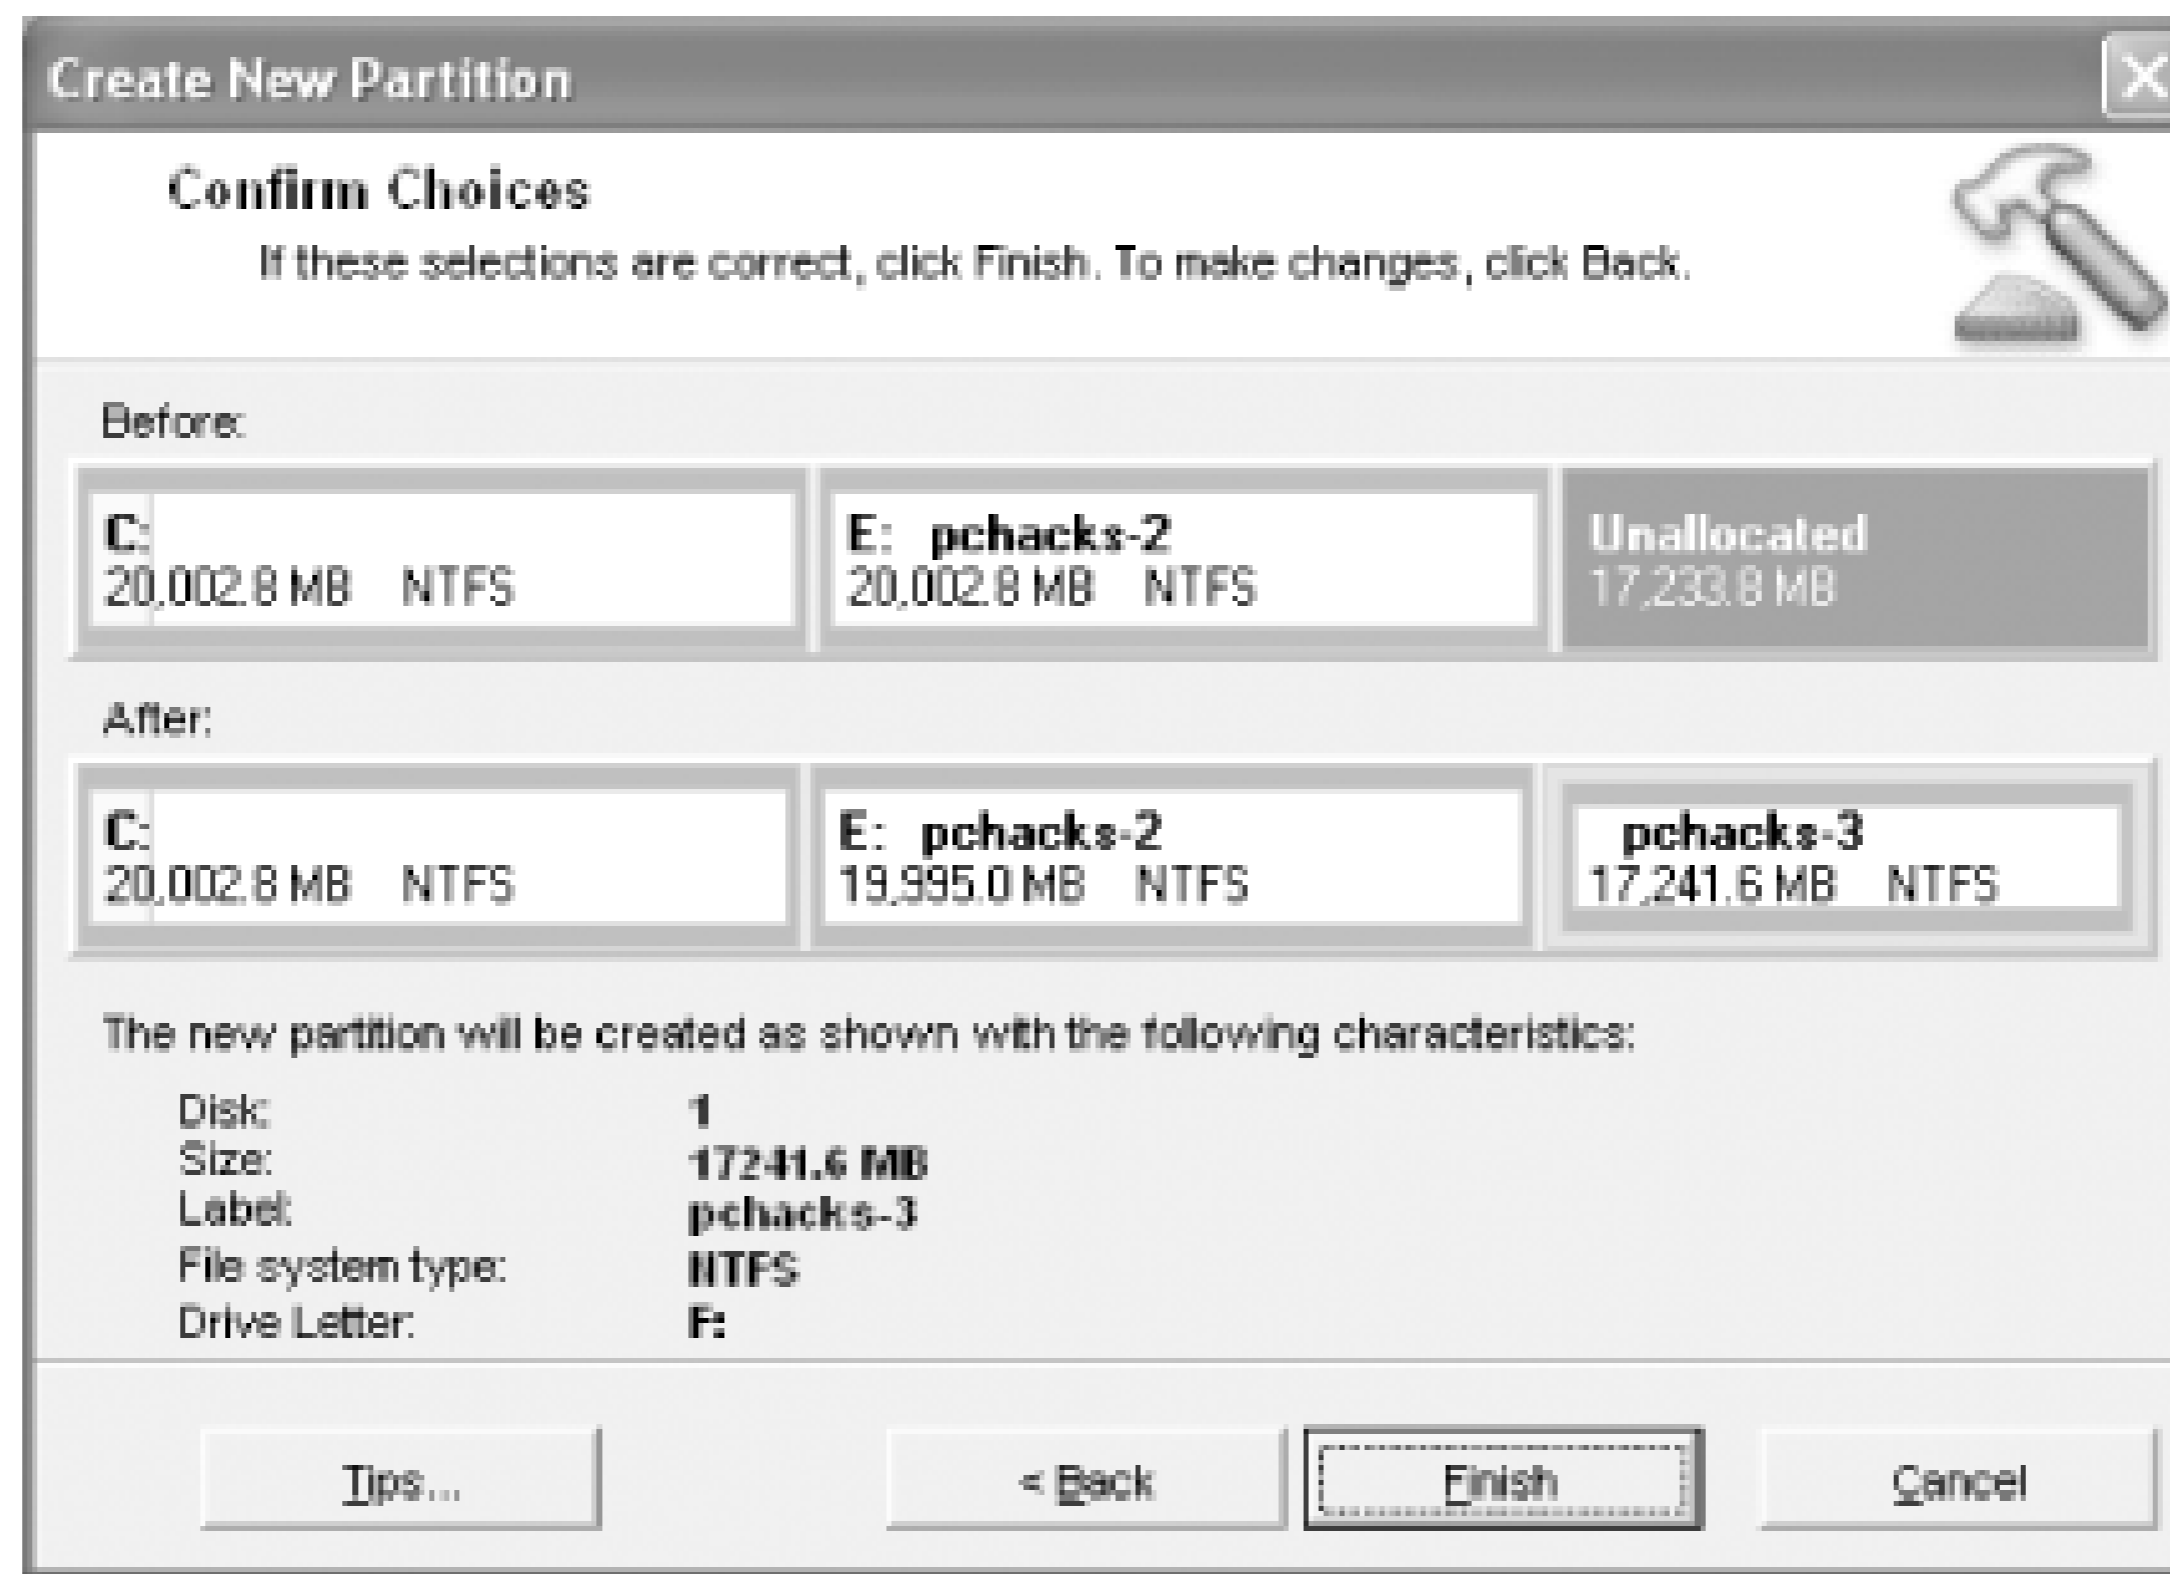 Create New Partition
Confirm Choices
If these selections are correct, click Finish. To make changes, click Back.
Before:
C:
20,002.8 MB NTFS
E: pchacks-2
20,002.8 MB NTFS
Unallocated
17,233.8 MB
After:
C:
20,002.8 MB NTFS
E: pchacks-2
19,995.0 MB NTFS
pchacks-3
17,241.6 MB NTFS
The new partition will be created as shown with the following characteristics:
Disk: 1
Size: 17241.6 MB
Label: pchacks-3
File system type: NTFS
Drive Letter: F:
Tips... < Back Finish Cancel